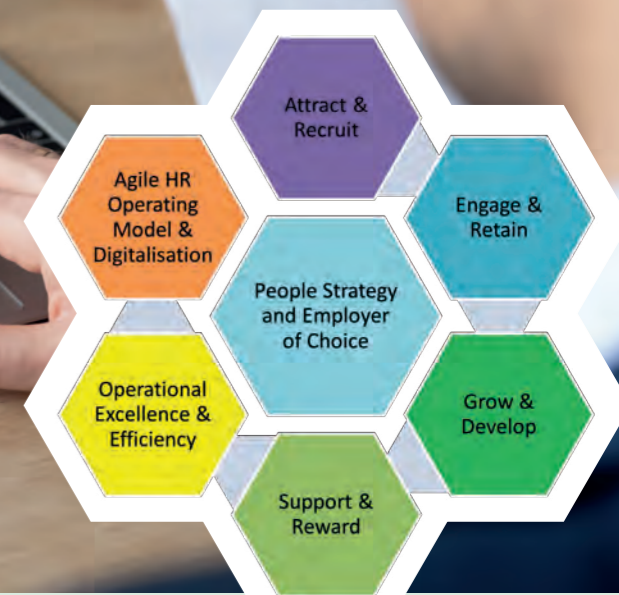 Attract &
Recruit
Engage &
Retain
Grow &
Develop
Support &
Reward
Operational
Excellence &
Efficiency
Agile HR
Operating
Model &
Digitalisation
People Strategy
and Employer
of Choice